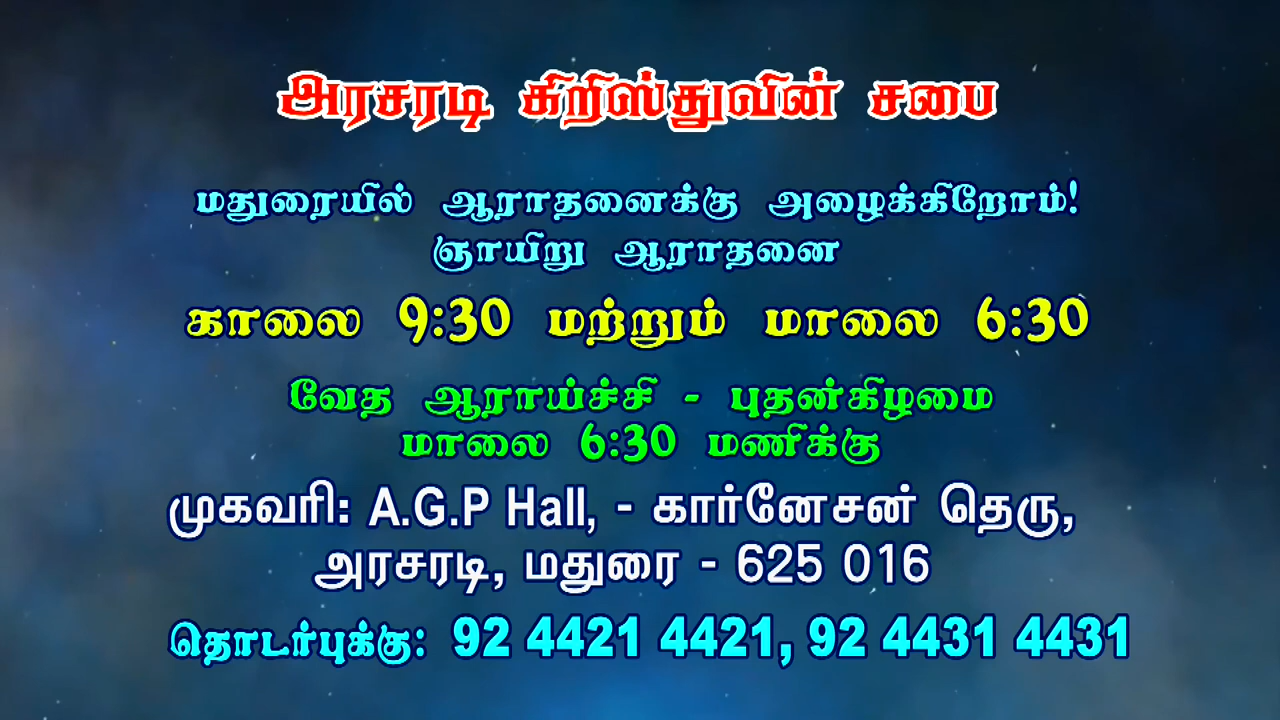 அரசரடி கிறிஸ்துவின் சபை
மதுரையில் ஆராதனைக்கு அழைக்கிறோம்!
ஞாயிறு ஆராதனை
காலை 9:30 மற்றும் மாலை 6:30
வேத ஆராய்ச்சி - புதன்கிழமை
மாலை 6:30 மணிக்கு
முகவரி: A.G.P Hall, - கார்னேசன் தெரு,
அரசரடி, மதுரை - 625 016
தொடர்புக்கு: 92 4421 4421, 92 4431 4431